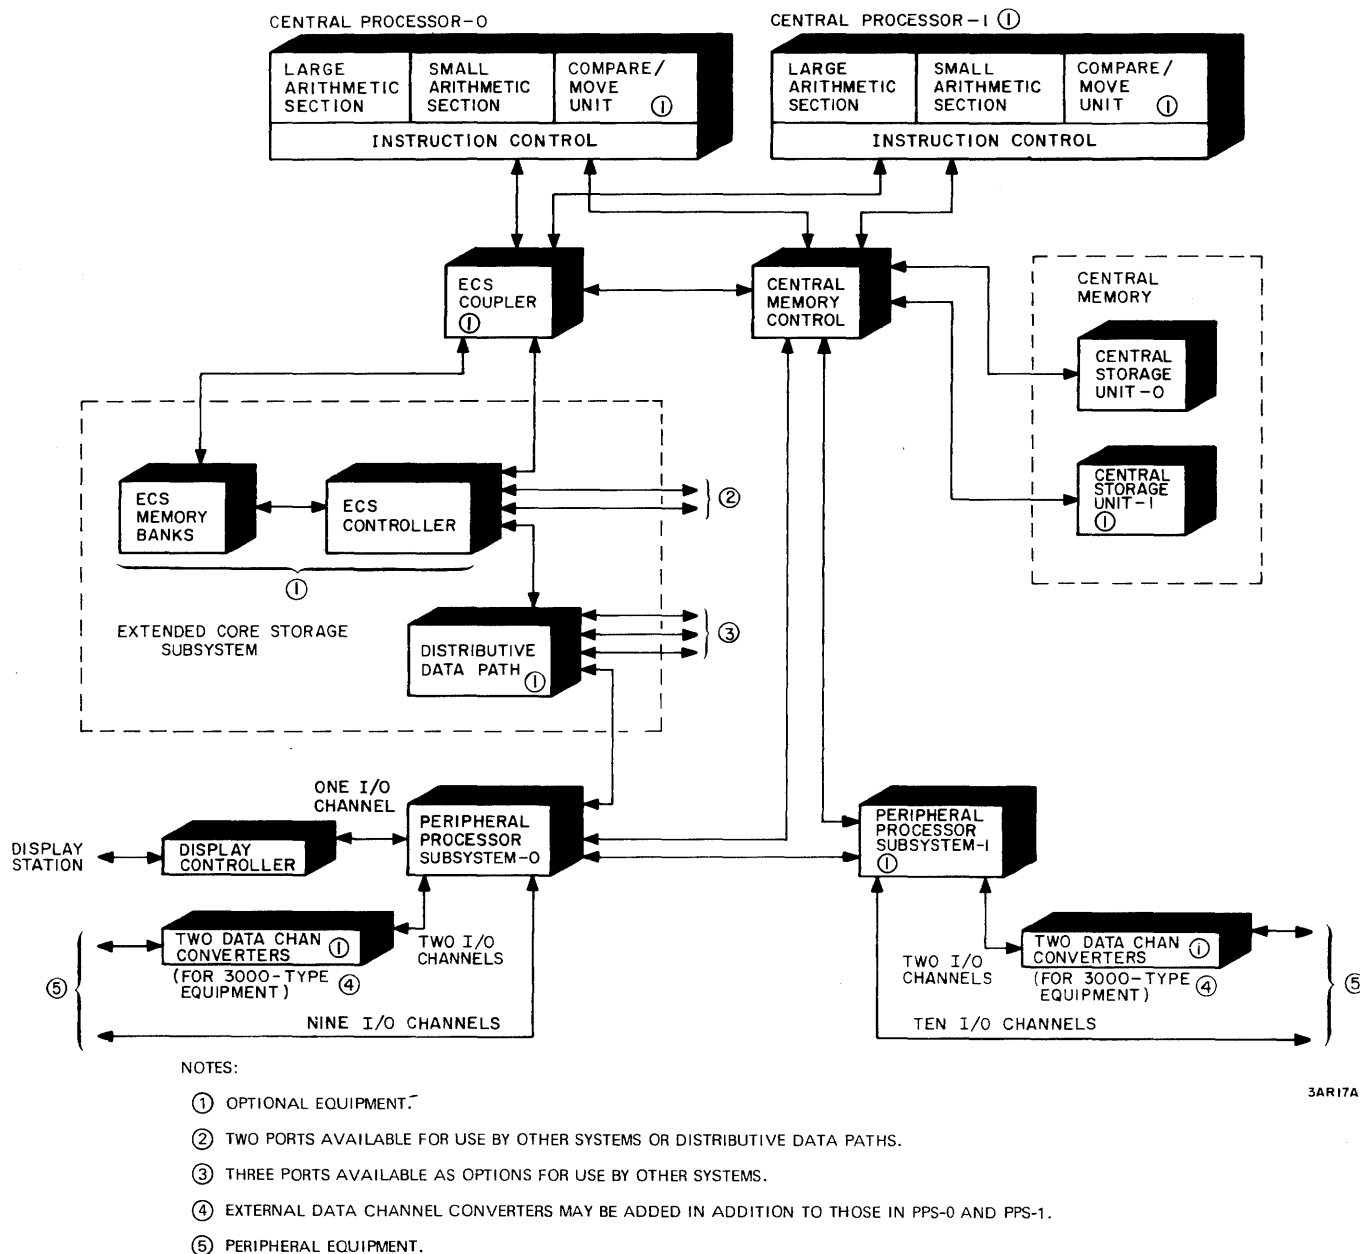 CENTRAL PROCESSOR-0
CENTRAL PROCESSOR-1 ①
LARGE
ARITHMETIC
SECTION
SMALL
ARITHMETIC
SECTION
COMPARE/
MOVE
UNIT ①
INSTRUCTION CONTROL
LARGE
ARITHMETIC
SECTION
SMALL
ARITHMETIC
SECTION
COMPARE/
MOVE
UNIT ①
INSTRUCTION CONTROL
ECS
COUPLER
①
CENTRAL
MEMORY
CONTROL
CENTRAL
MEMORY
CENTRAL
STORAGE
UNIT-0
CENTRAL
STORAGE
UNIT-1
①
ECS
MEMORY
BANKS
ECS
CONTROLLER
②
①
EXTENDED CORE STORAGE
SUBSYSTEM
DISTRIBUTIVE
DATA PATH ①
③
ONE I/O
CHANNEL
DISPLAY
STATION
DISPLAY
CONTROLLER
PERIPHERAL
PROCESSOR
SUBSYSTEM-0
PERIPHERAL
PROCESSOR
SUBSYSTEM-1
①
TWO DATA CHAN ①
CONVERTERS
(FOR 3000-TYPE
EQUIPMENT) ④
TWO I/O
CHANNELS
⑤
NINE I/O CHANNELS
TWO I/O
CHANNELS
TWO DATA CHAN ①
CONVERTERS
(FOR 3000-TYPE
EQUIPMENT) ④
⑤
TEN I/O CHANNELS
NOTES:
① OPTIONAL EQUIPMENT.
② TWO PORTS AVAILABLE FOR USE BY OTHER SYSTEMS OR DISTRIBUTIVE DATA PATHS.
③ THREE PORTS AVAILABLE AS OPTIONS FOR USE BY OTHER SYSTEMS.
④ EXTERNAL DATA CHANNEL CONVERTERS MAY BE ADDED IN ADDITION TO THOSE IN PPS-0 AND PPS-1.
⑤ PERIPHERAL EQUIPMENT.
3AR17A